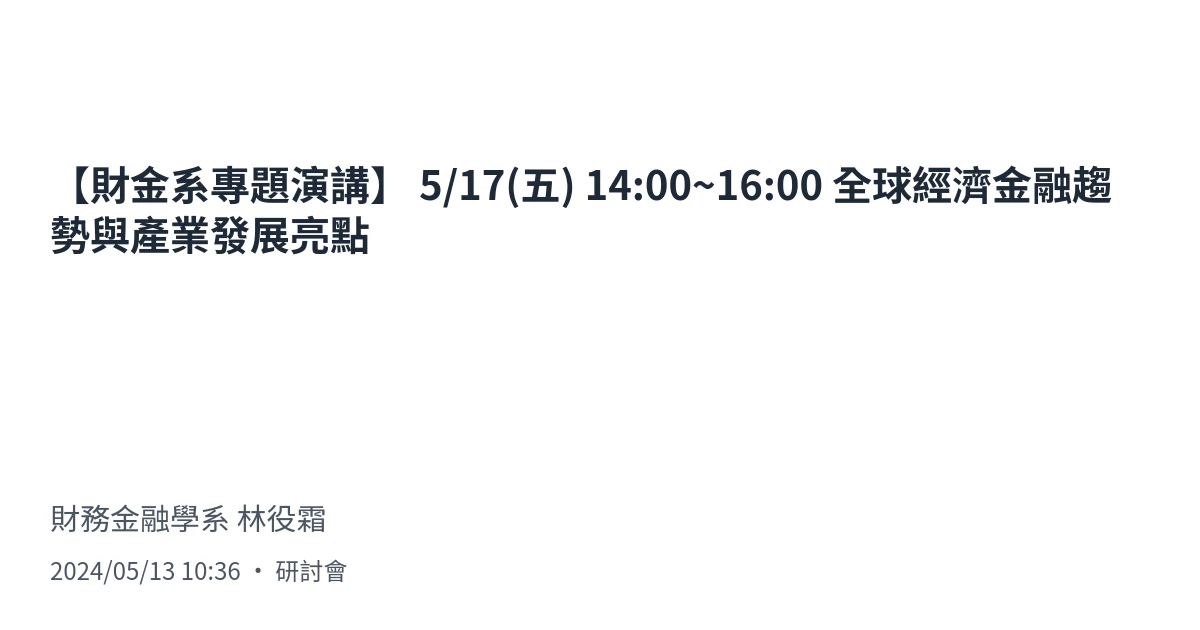 【財金系專題演講】 5/17(五) 14:00~16:00 全球經濟金融趨
勢與產業發展亮點
財務金融學系 林役霜
2024/05/13 10:36 ・ 研討會